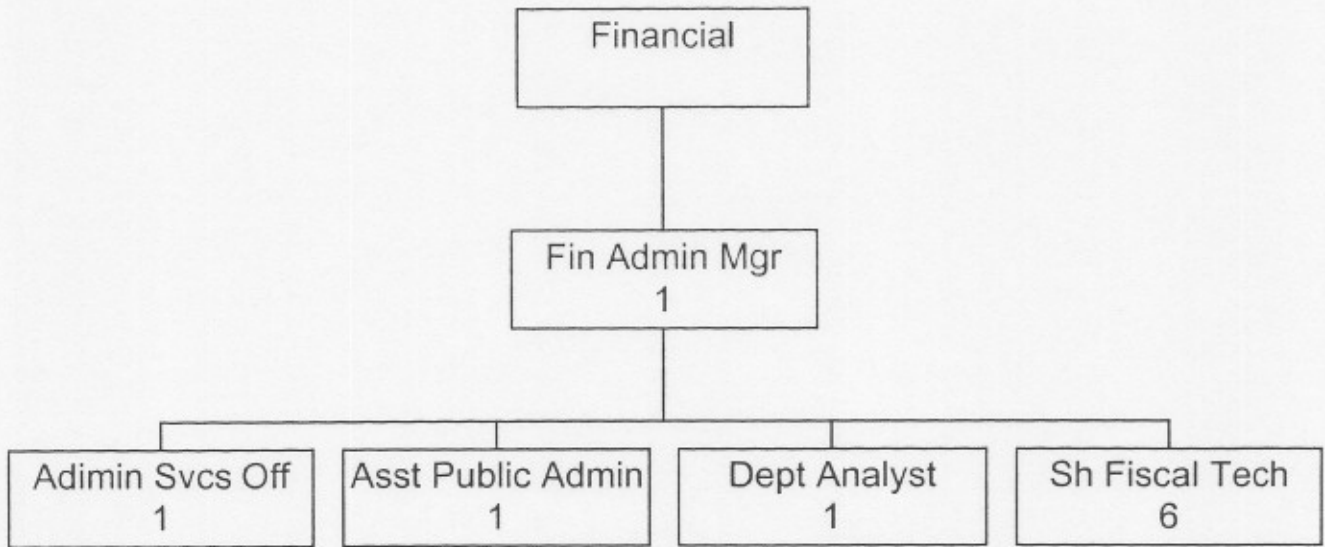 Financial
Fin Admin Mgr
1
Adimin Svcs Off
1
Asst Public Admin
1
Dept Analyst
1
Sh Fiscal Tech
6